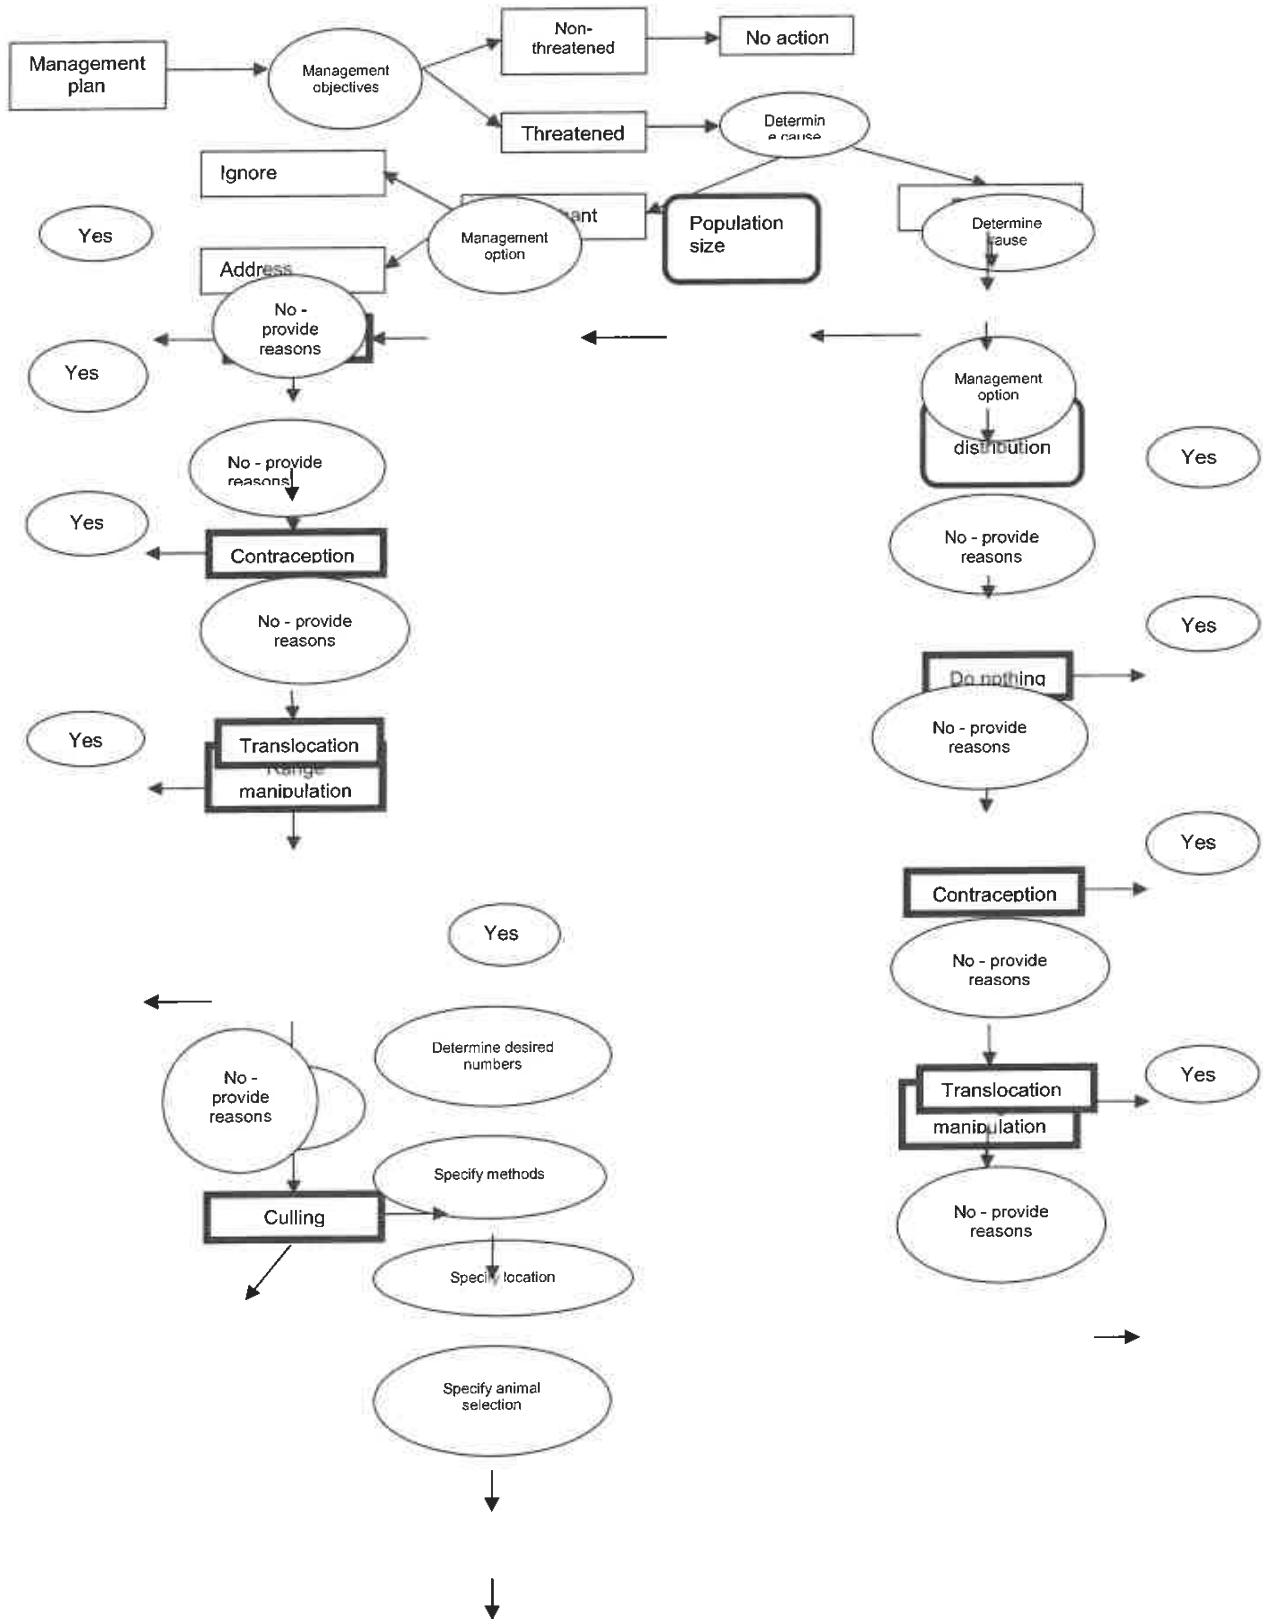 Non-
threatened
No action
Management
plan
Management
objectives
Threatened
Determin
e cause
Ignore
ant
Population
size
Determine
cause
Yes
Management
option
Address
No -
provide
reasons
Yes
Management
option
distribution
Yes
No - provide
reasons
Yes
No - provide
reasons
Contraception
No - provide
reasons
Yes
Do nothing
No - provide
reasons
Yes
Translocation
Range
manipulation
Yes
Contraception
Yes
No - provide
reasons
Determine desired
numbers
No -
provide
reasons
Yes
Translocation
manipulation
Specify methods
Culling
No - provide
reasons
Specify location
Specify animal
selection